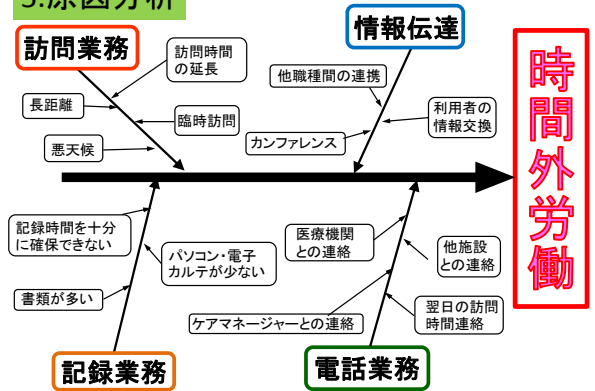 3.原因分析
訪問業務
情報伝達
訪問時間
の延長
長距離
臨時訪問
悪天候
他職種間の連携
利用者の
情報交換
カンファレンス
時間外労働
記録時間を十分
に確保できない
パソコン・電子
カルテが少ない
書類が多い
医療機関
との連絡
他施設
との連絡
ケアマネージャーとの連絡
翌日の訪問
時間連絡
記録業務
電話業務